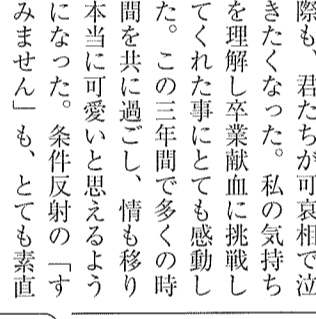 際も、君たちが可哀相で泣
きたくなった。私の気持ち
を理解し卒業献血に挑戦し
てくれた事にとても感動し
た。この三年間で多くの時
間を共に過ごし、情も移り
本当に可愛いと思えるよう
になった。条件反射の「す
みません」も、とても素直